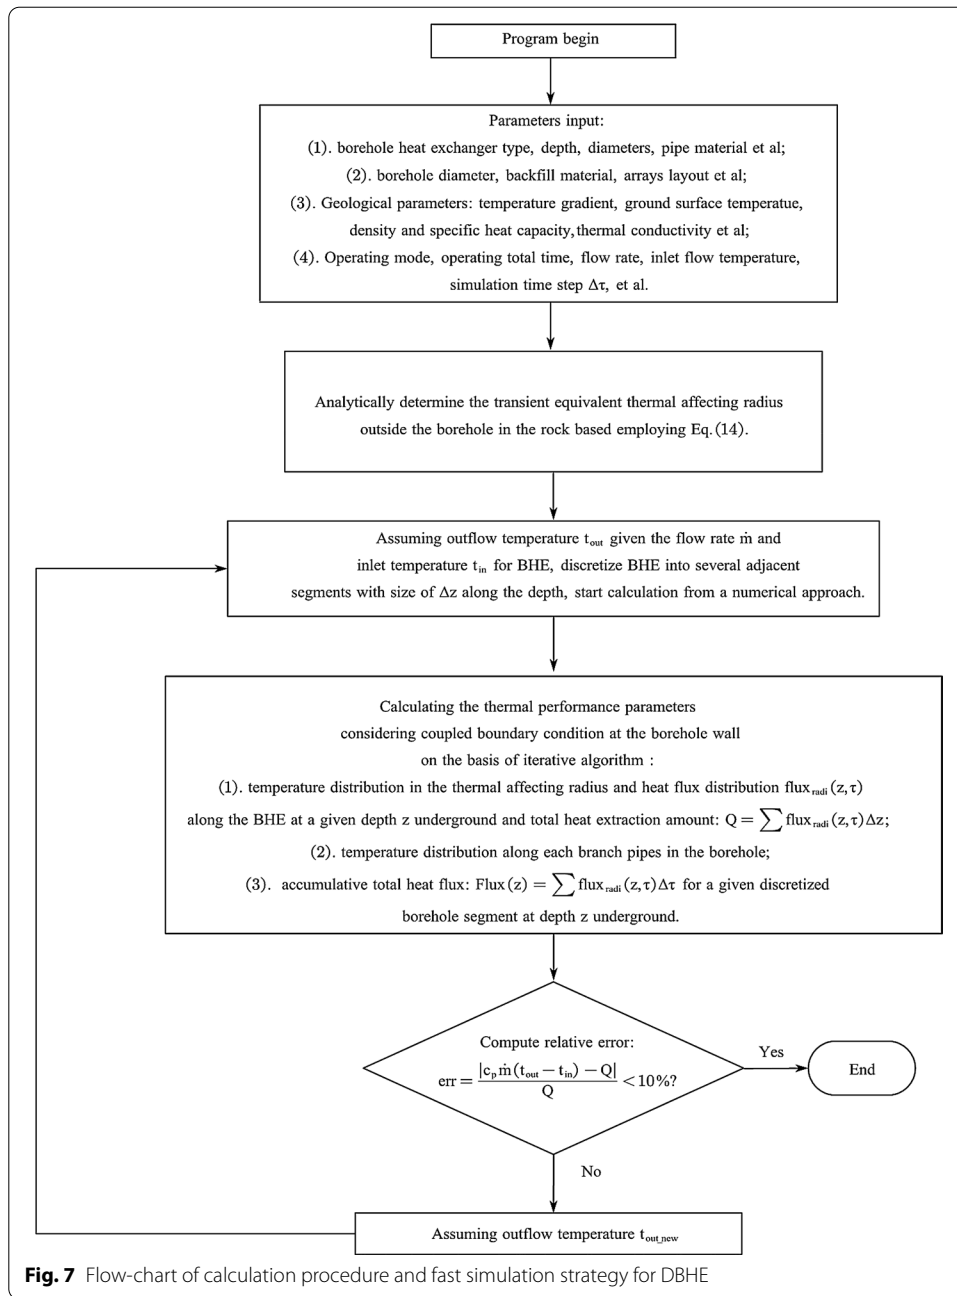 Program begin
Parameters input:
(1). borehole heat exchanger type, depth, diameters, pipe material et al;
(2). borehole diameter, backfill material, arrays layout et al;
(3). Geological parameters: temperature gradient, ground surface temperatue,
density and specific heat capacity,thermal conductivity et al;
(4). Operating mode, operating total time, flow rate, inlet flow temperature,
simulation time step Δτ, et al.
Analytically determine the transient equivalent thermal affecting radius
outside the borehole in the rock based employing Eq.(14).
Assuming outflow temperature t_out given the flow rate ṁ and
inlet temperature t_in for BHE, discretize BHE into several adjacent
segments with size of Δz along the depth, start calculation from a numerical approach.
Calculating the thermal performance parameters
considering coupled boundary condition at the borehole wall
on the basis of iterative algorithm :
(1). temperature distribution in the thermal affecting radius and heat flux distribution flux_radi(z,τ)
along the BHE at a given depth z underground and total heat extraction amount: Q = ∑ flux_radi(z,τ)Δz;
(2). temperature distribution along each branch pipes in the borehole;
(3). accumulative total heat flux: Flux(z) = ∑ flux_radi(z,τ)Δτ for a given discretized
borehole segment at depth z underground.
Compute relative error:
err = |c_p ṁ(t_out − t_in) − Q| / Q < 10%?
Yes
End
No
Assuming outflow temperature t_out_new
Fig. 7 Flow-chart of calculation procedure and fast simulation strategy for DBHE